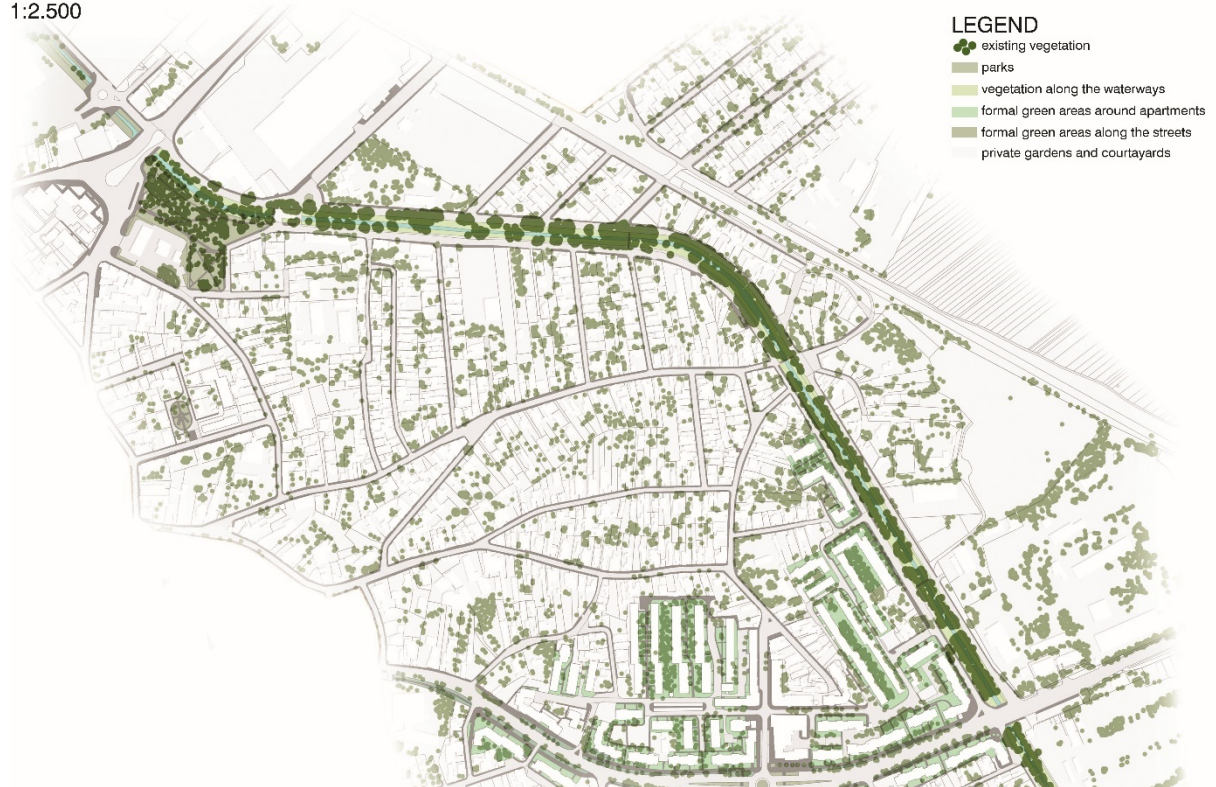 1:2.500
LEGEND
existing vegetation
parks
vegetation along the waterways
formal green areas around apartments
formal green areas along the streets
private gardens and courtayards